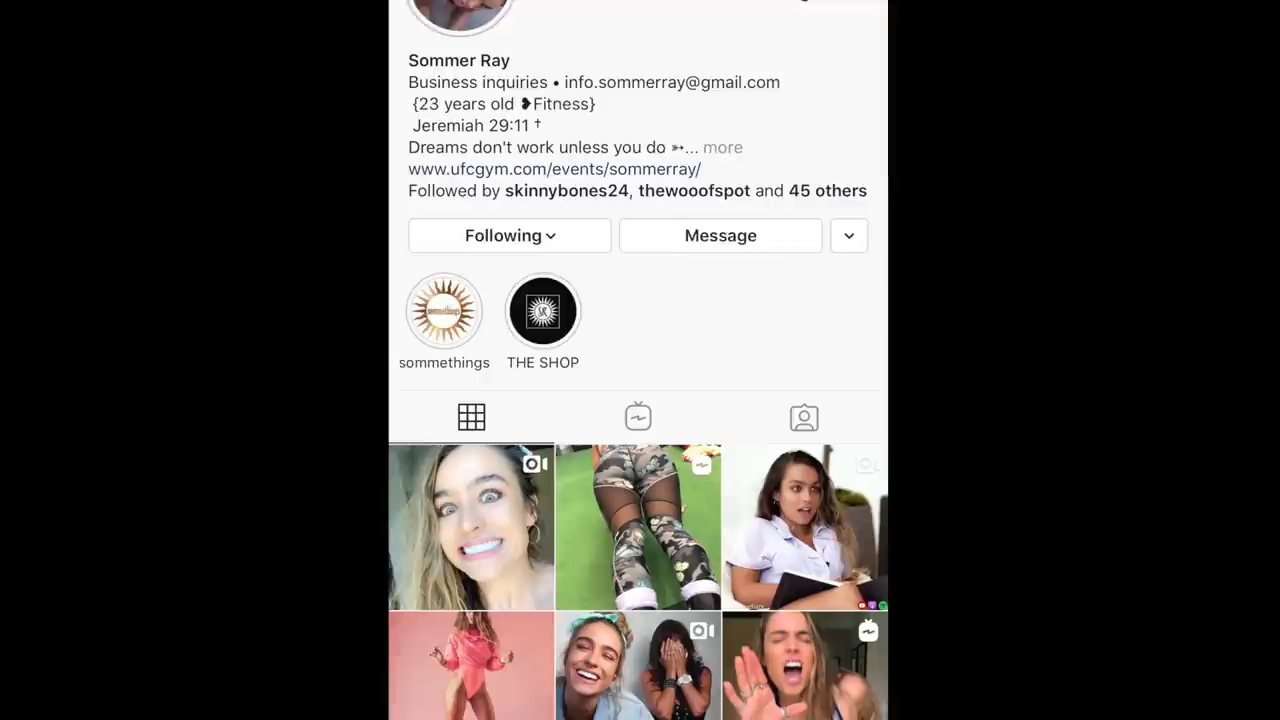 Sommer Ray
Business inquiries • info.sommerray@gmail.com
{23 years old ❥Fitness}
Jeremiah 29:11 †
Dreams don't work unless you do ➳... more
www.ufcgym.com/events/sommerray/
Followed by skinnybones24, thewooofspot and 45 others
Following Message
sommethings
sommethings THE SHOP